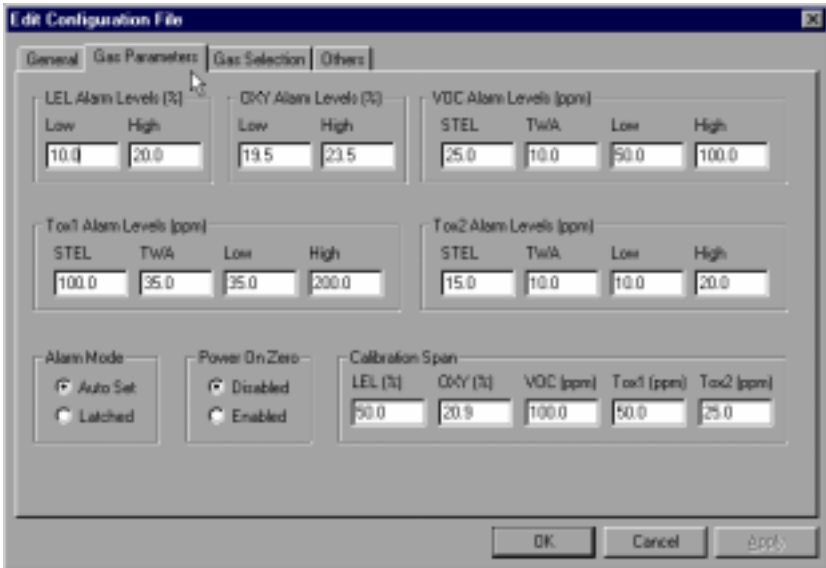 Edit Configuration File
General Gas Parameters Gas Selection Others
LEL Alarm Levels (%) OXY Alarm Levels (%) VOC Alarm Levels (ppm)
Low High Low High STEL TWA Low High
10.0 20.0 19.5 23.5 25.0 10.0 50.0 100.0
Tox1 Alarm Levels (ppm) Tox2 Alarm Levels (ppm)
STEL TWA Low High STEL TWA Low High
100.0 35.0 35.0 200.0 15.0 10.0 10.0 20.0
Alarm Mode Power On Zero Calibration Span
Auto Set Disabled LEL (%) OXY (%) VOC (ppm) Tox1 (ppm) Tox2 (ppm)
Latched Enabled 50.0 20.9 100.0 50.0 25.0
OK Cancel Apply